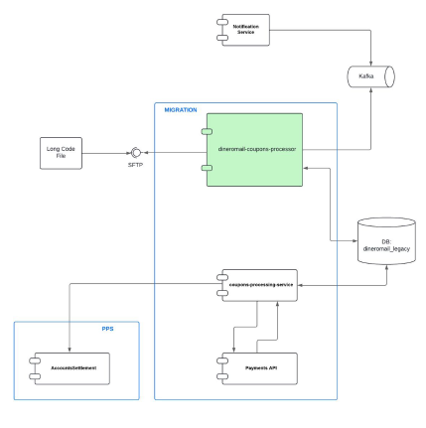 Notification
Service
Kafka
MIGRATION
Long Code
File
SFTP
dineromail-coupons-processor
DB:
dineromail_legacy
coupons-processing-service
PPS
AccountsSettlement
Payments API